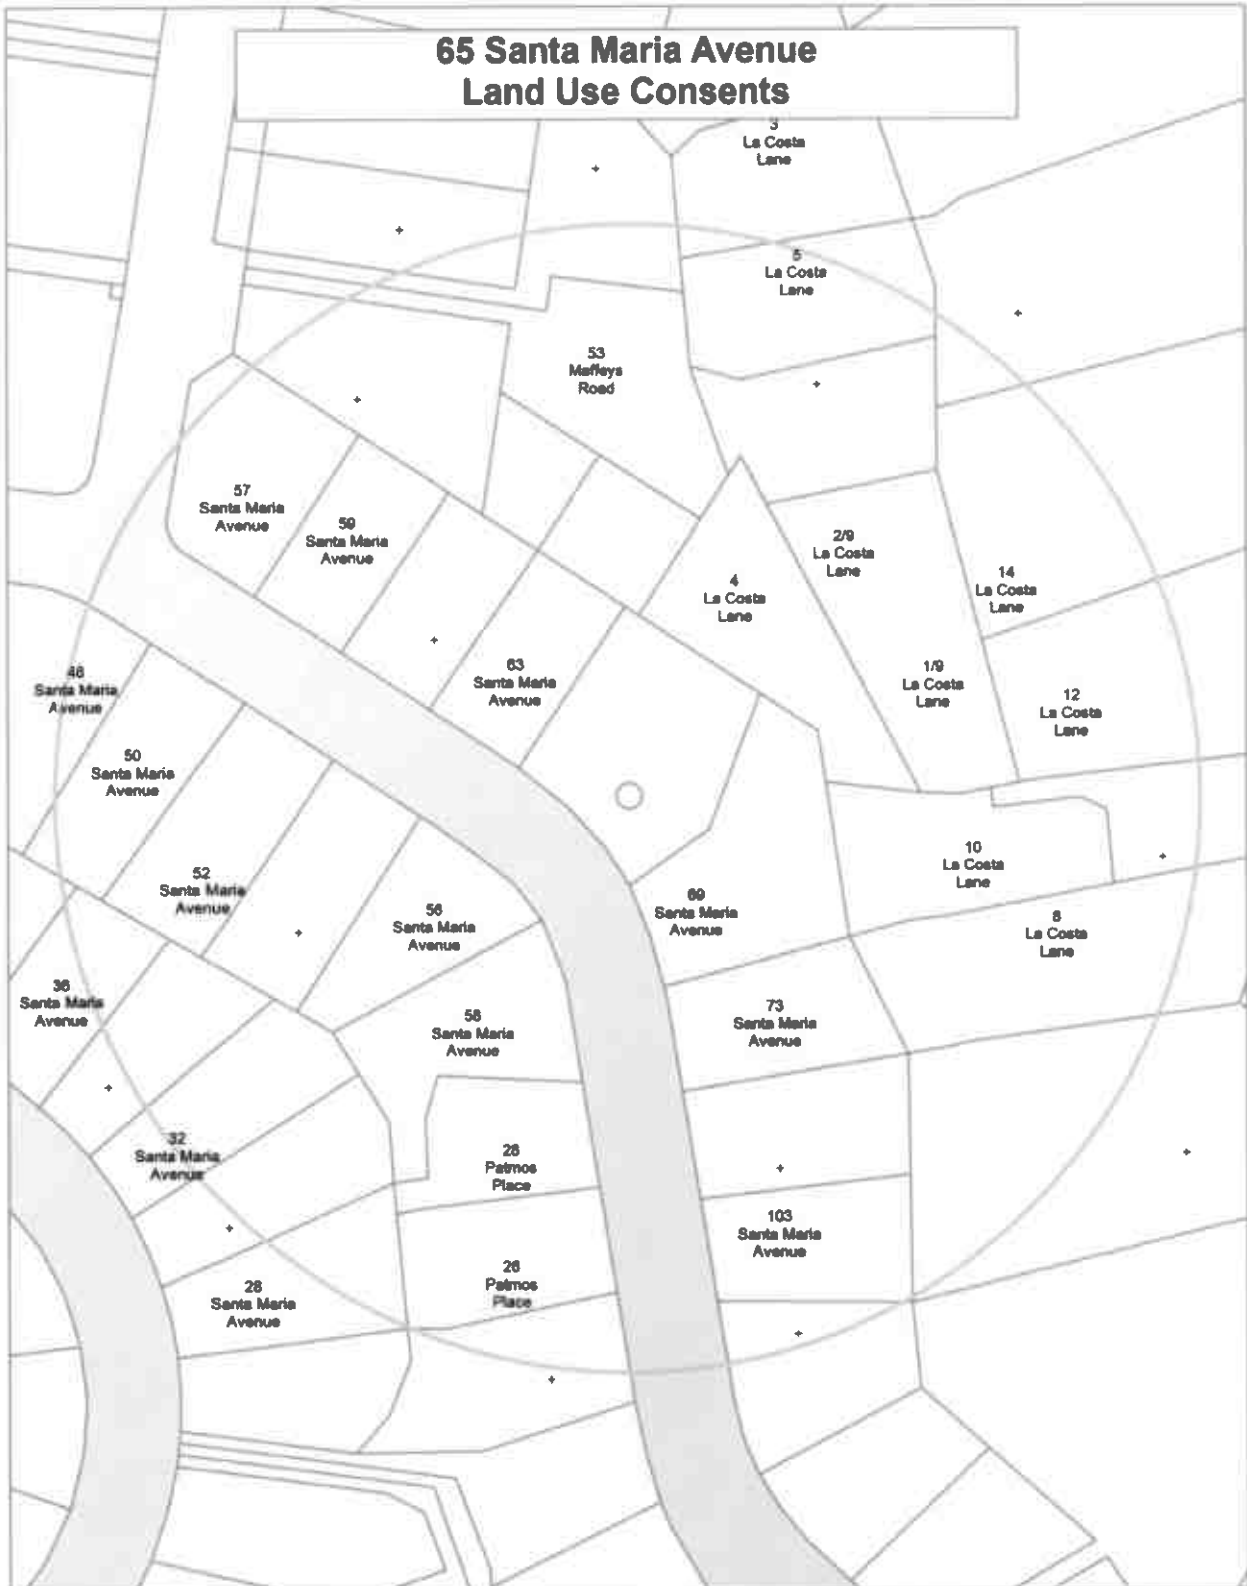 65 Santa Maria Avenue
Land Use Consents
3
La Costa
Lane
5
La Costa
Lane
53
Maffeys
Road
57
Santa Maria
Avenue
59
Santa Maria
Avenue
2/9
La Costa
Lane
4
La Costa
Lane
14
La Costa
Lane
63
Santa Maria
Avenue
1/9
La Costa
Lane
12
La Costa
Lane
Santa Maria
Avenue
50
Santa Maria
Avenue
52
Santa Maria
Avenue
10
La Costa
Lane
69
Santa Maria
Avenue
56
Santa Maria
Avenue
8
La Costa
Lane
36
Santa Maria
Avenue
73
Santa Maria
Avenue
58
Santa Maria
Avenue
32
Santa Maria
Avenue
Patmos
Place
103
Santa Maria
Avenue
26
Patmos
Place
28
Santa Maria
Avenue